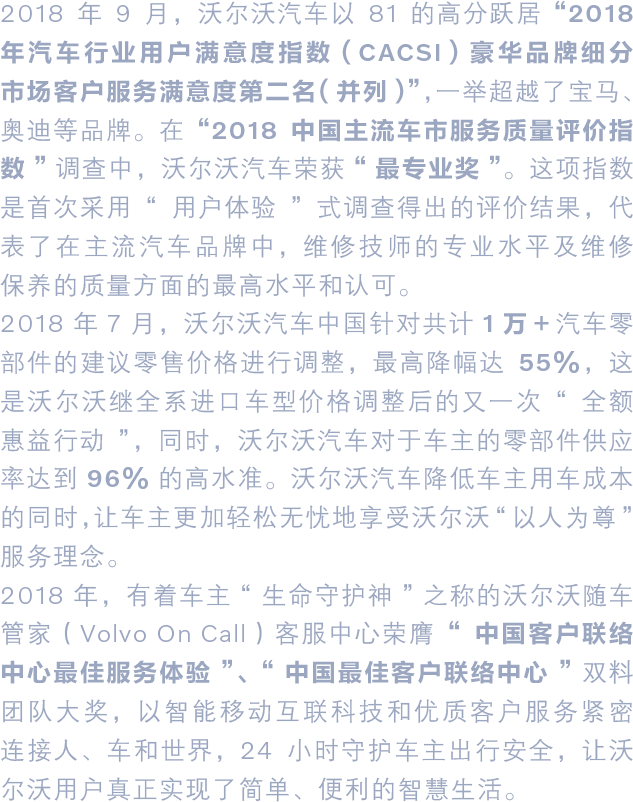 2018 年 9 月，沃尔沃汽车以 81 的高分跃居“2018
年汽车行业用户满意度指数（CACSI）豪华品牌细分
市场客户服务满意度第二名（并列）”，一举超越了宝马、
奥迪等品牌。在“2018 中国主流车市服务质量评价指
数”调查中，沃尔沃汽车荣获“最专业奖”。这项指数
是首次采用“用户体验”式调查得出的评价结果，代
表了在主流汽车品牌中，维修技师的专业水平及维修
保养的质量方面的最高水平和认可。
2018 年 7 月，沃尔沃汽车中国针对共计 1 万＋汽车零
部件的建议零售价格进行调整，最高降幅达 55%，这
是沃尔沃继全系进口车型价格调整后的又一次“全额
惠益行动”，同时，沃尔沃汽车对于车主的零部件供应
率达到 96% 的高水准。沃尔沃汽车降低车主用车成本
的同时，让车主更加轻松无忧地享受沃尔沃“以人为尊”
服务理念。
2018 年，有着车主“生命守护神”之称的沃尔沃随车
管家（Volvo On Call）客服中心荣膺“中国客户联络
中心最佳服务体验”、“中国最佳客户联络中心”双料
团队大奖，以智能移动互联科技和优质客户服务紧密
连接人、车和世界，24 小时守护车主出行安全，让沃
尔沃用户真正实现了简单、便利的智慧生活。